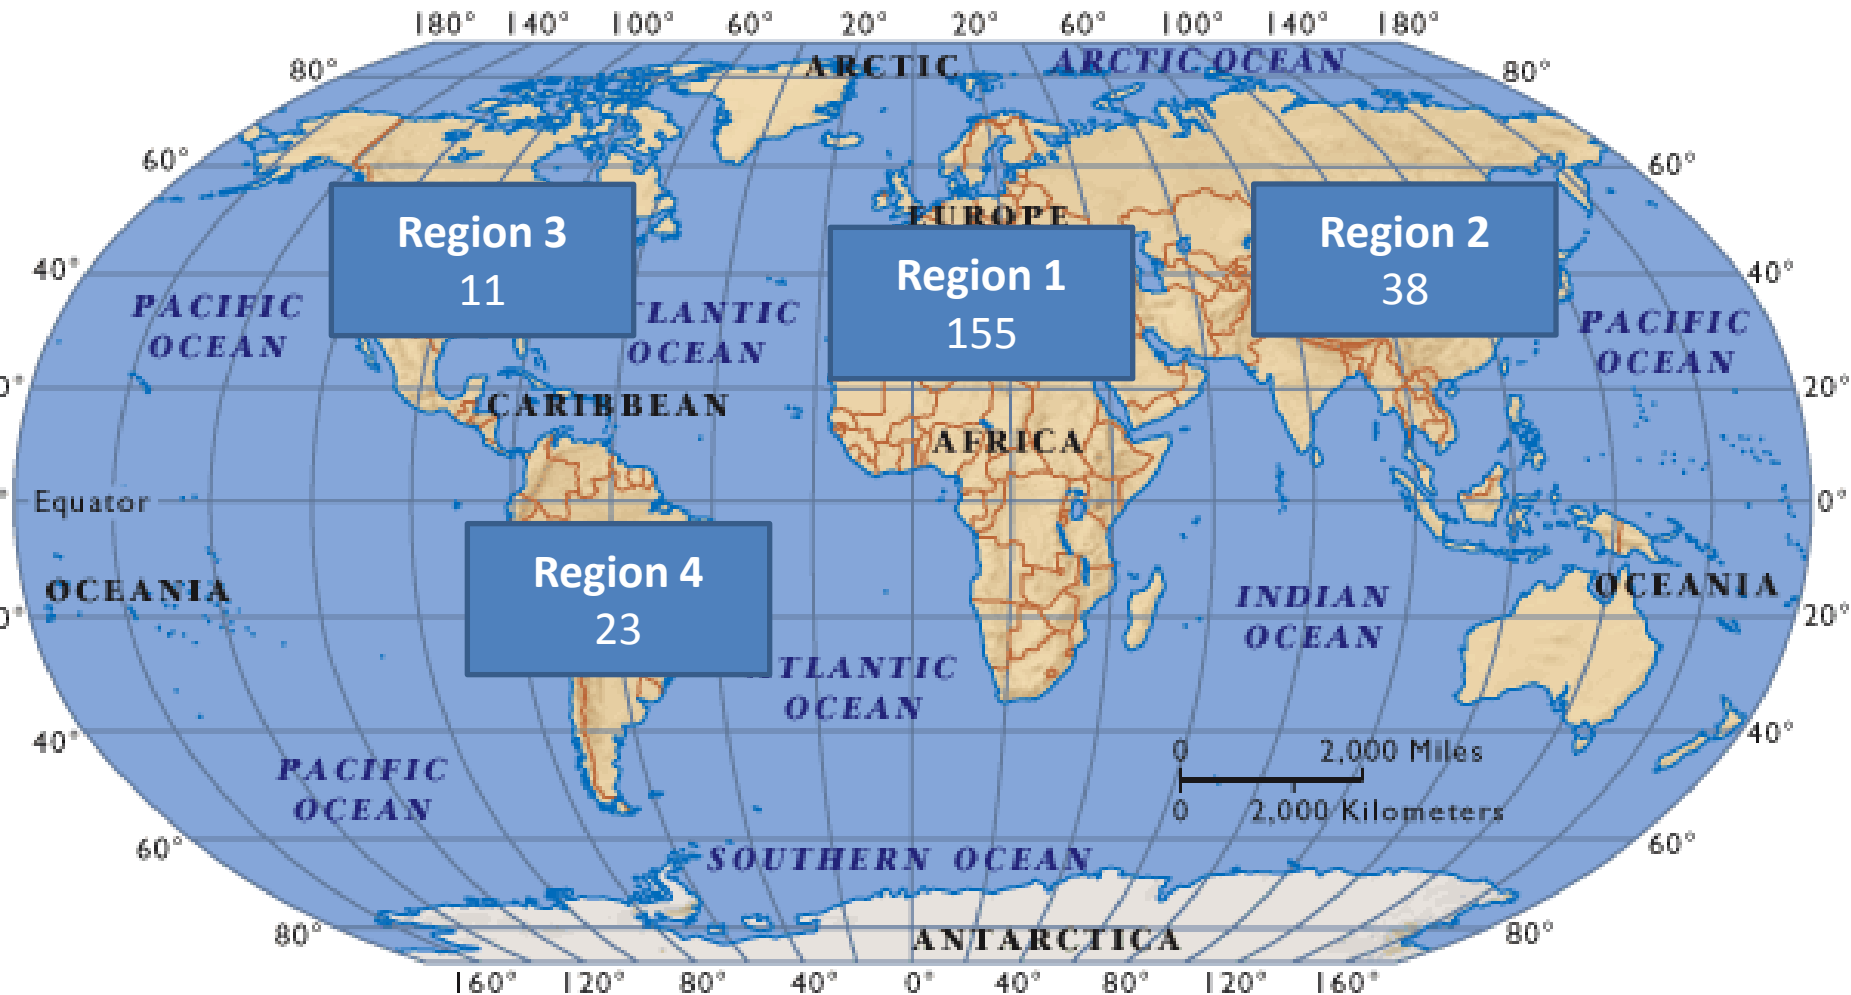 180° 140° 100° 60° 20° 20° 60° 100° 140° 180°
80° ARCTIC ARCTIC OCEAN 80°
60° 60°
EUROPE
Region 3
11
Region 1
155
Region 2
38
40° 40°
PACIFIC
OCEAN
TLANTIC
OCEAN
PACIFIC
OCEAN
0° 20°
CARIBBEAN
AFRICA
° Equator 0°
Region 4
23
OCEANIA OCEANIA
INDIAN
OCEAN
0° 20°
TLANTIC
OCEAN
40° 40°
PACIFIC
OCEAN
0 2,000 Miles
0 2,000 Kilometers
60° 60°
SOUTHERN OCEAN
80° 80°
ANTARCTICA
160° 120° 80° 40° 0° 40° 80° 120° 160°